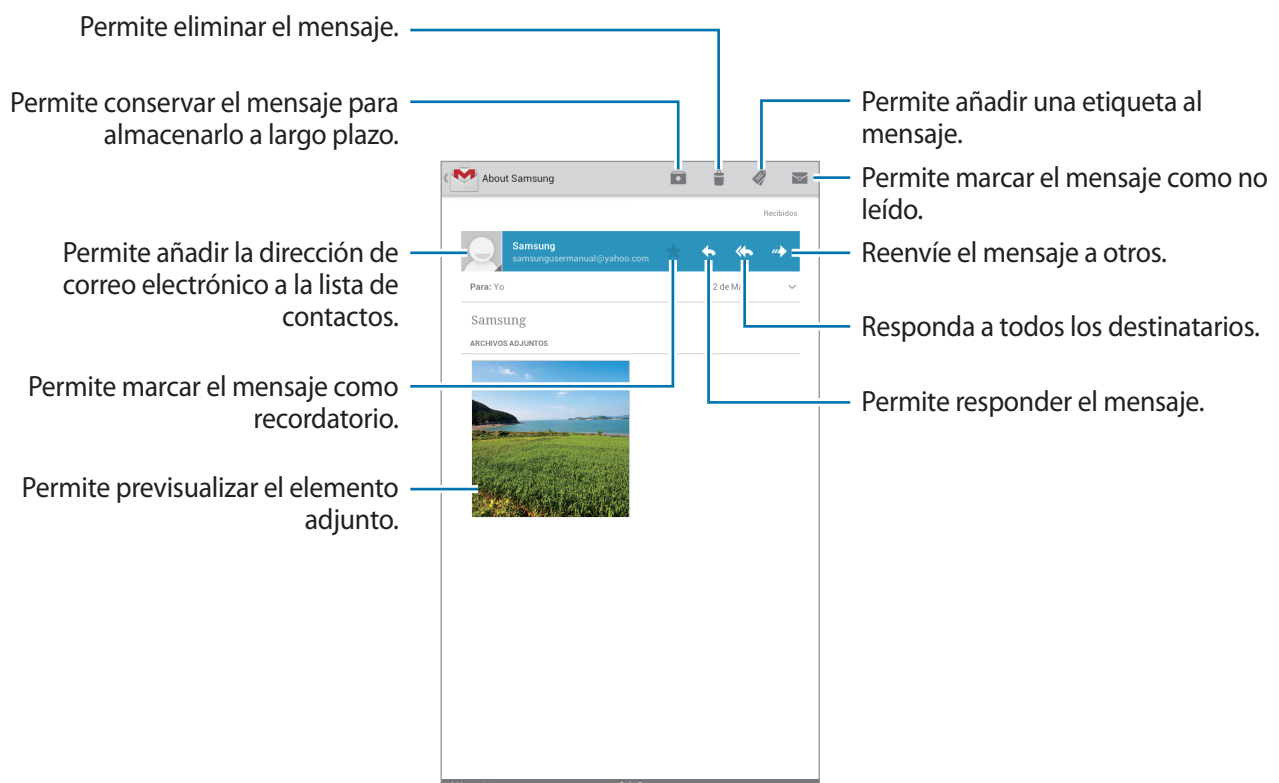 Permite eliminar el mensaje.
Permite conservar el mensaje para
almacenarlo a largo plazo.
Permite añadir una etiqueta al
mensaje.
About Samsung
Permite marcar el mensaje como no
leído.
Recibidos
Samsung
samsungusermanual@yahoo.com
Permite añadir la dirección de
correo electrónico a la lista de
contactos.
Reenvíe el mensaje a otros.
Para: Yo
2 de
Samsung
ARCHIVOS ADJUNTOS
Responda a todos los destinatarios.
Permite marcar el mensaje como
recordatorio.
Permite responder el mensaje.
Permite previsualizar el elemento
adjunto.